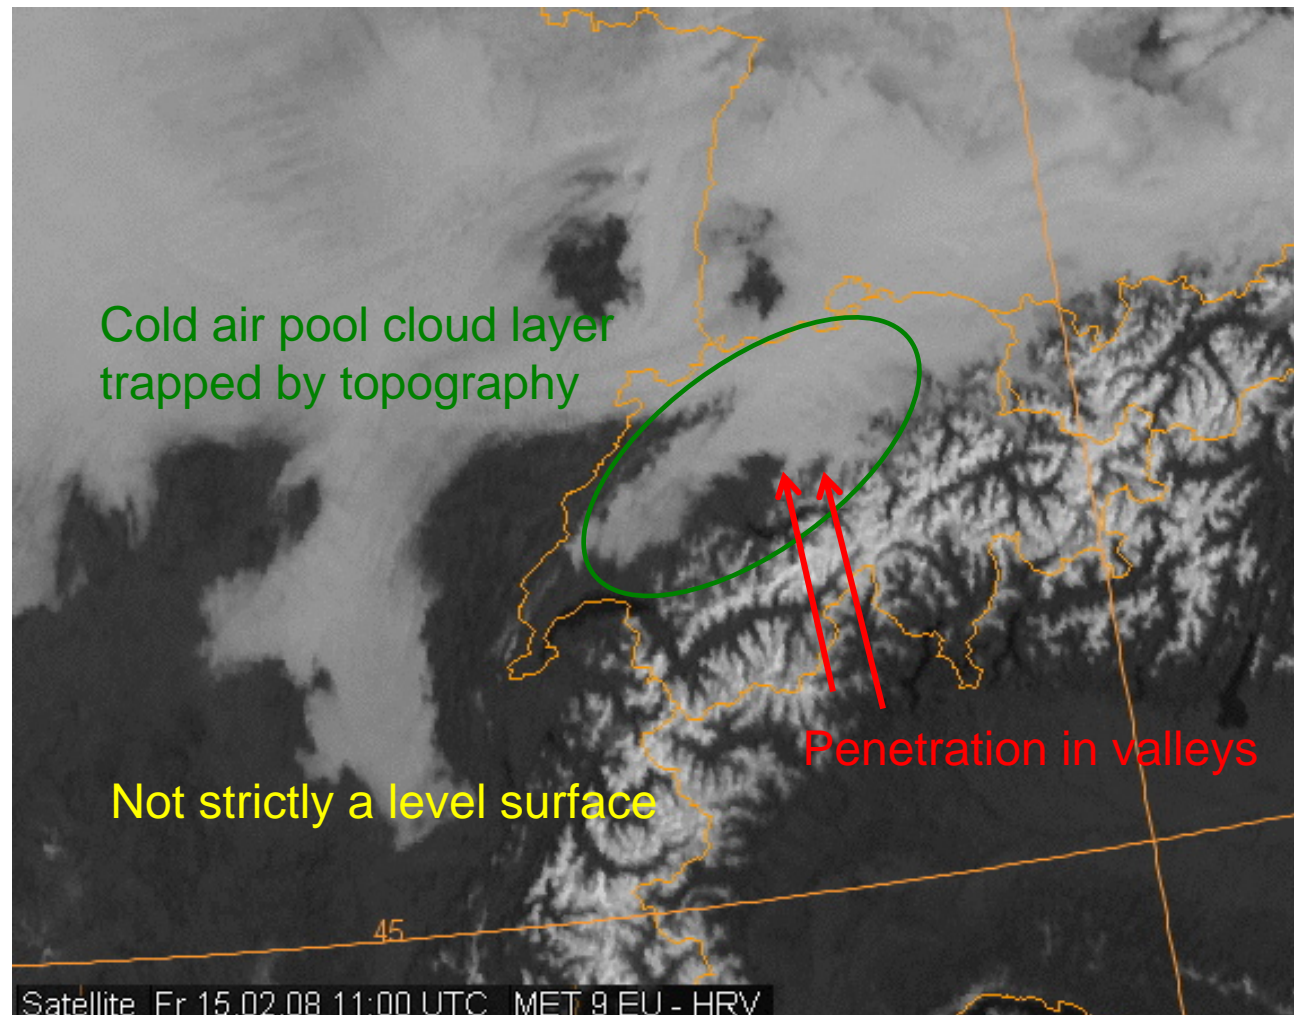 Cold air pool cloud layer
trapped by topography
Penetration in valleys
Not strictly a level surface
45
Satellite Fr 15.02.08 11:00 UTC MET 9 EU - HRV